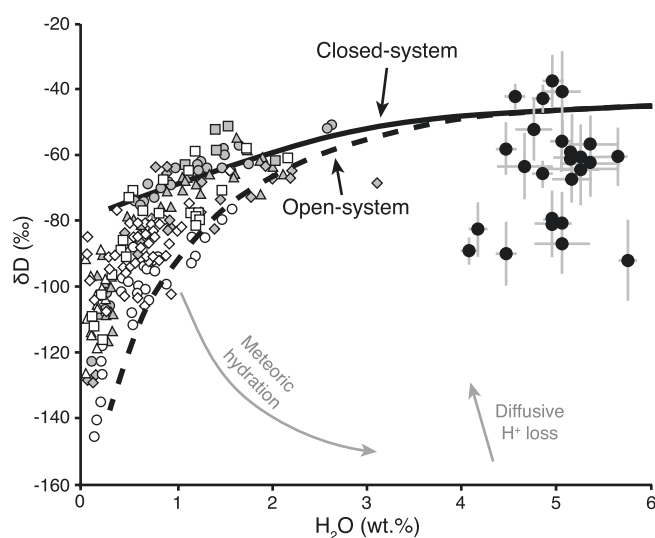 -20
-40
-60
-80
-100
-120
-140
-160
δD (‰)
Closed-system
Open-system
Meteoric
hydration
Diffusive
H⁺ loss
0 1 2 3 4 5 6
H₂O (wt.%)